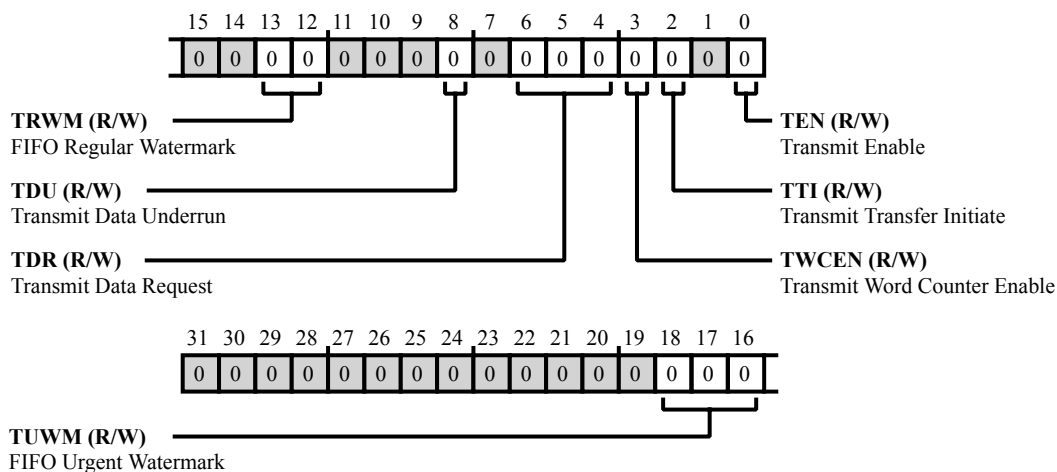 15 14 13 12 11 10 9 8 7 6 5 4 3 2 1 0
0 0 0 0 0 0 0 0 0 0 0 0 0 0 0 0
TRWM (R/W)
FIFO Regular Watermark
TDU (R/W)
Transmit Data Underrun
TDR (R/W)
Transmit Data Request
TEN (R/W)
Transmit Enable
TTI (R/W)
Transmit Transfer Initiate
TWCEN (R/W)
Transmit Word Counter Enable
31 30 29 28 27 26 25 24 23 22 21 20 19 18 17 16
0 0 0 0 0 0 0 0 0 0 0 0 0 0 0 0
TUWM (R/W)
FIFO Urgent Watermark